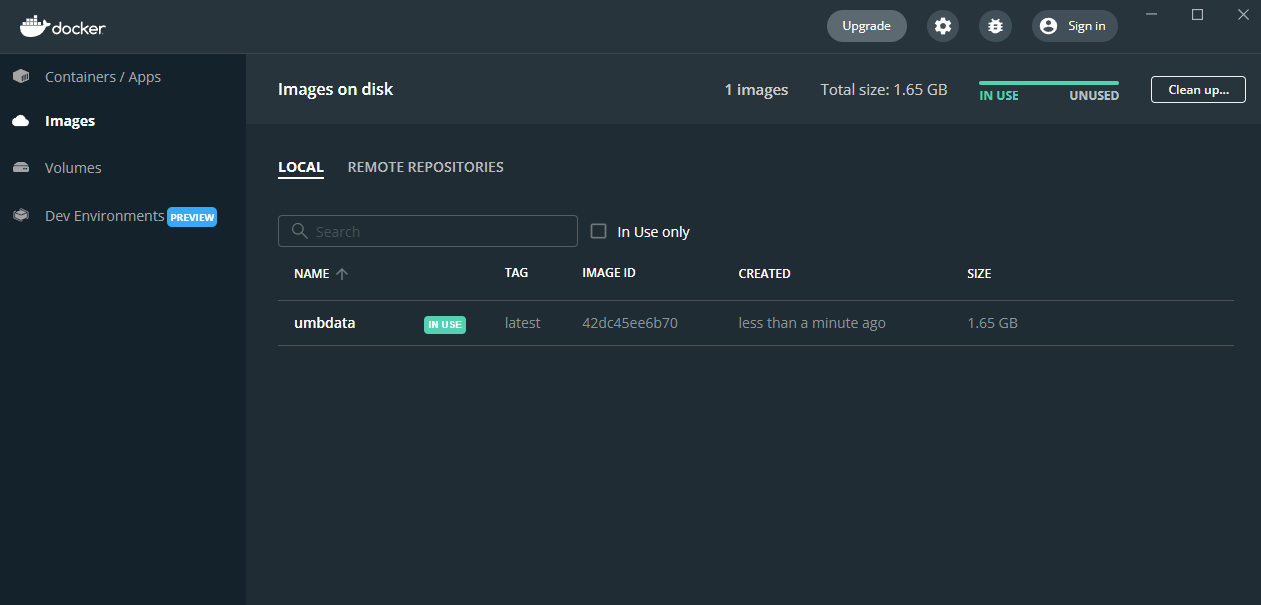 docker
Upgrade
Sign in
Containers / Apps
Images
Volumes
Dev Environments PREVIEW
Images on disk
1 images
Total size: 1.65 GB
IN USE
UNUSED
Clean up...
LOCAL
REMOTE REPOSITORIES
Search
In Use only
NAME TAG IMAGE ID CREATED SIZE
umbdata IN USE latest 42dc45ee6b70 less than a minute ago 1.65 GB